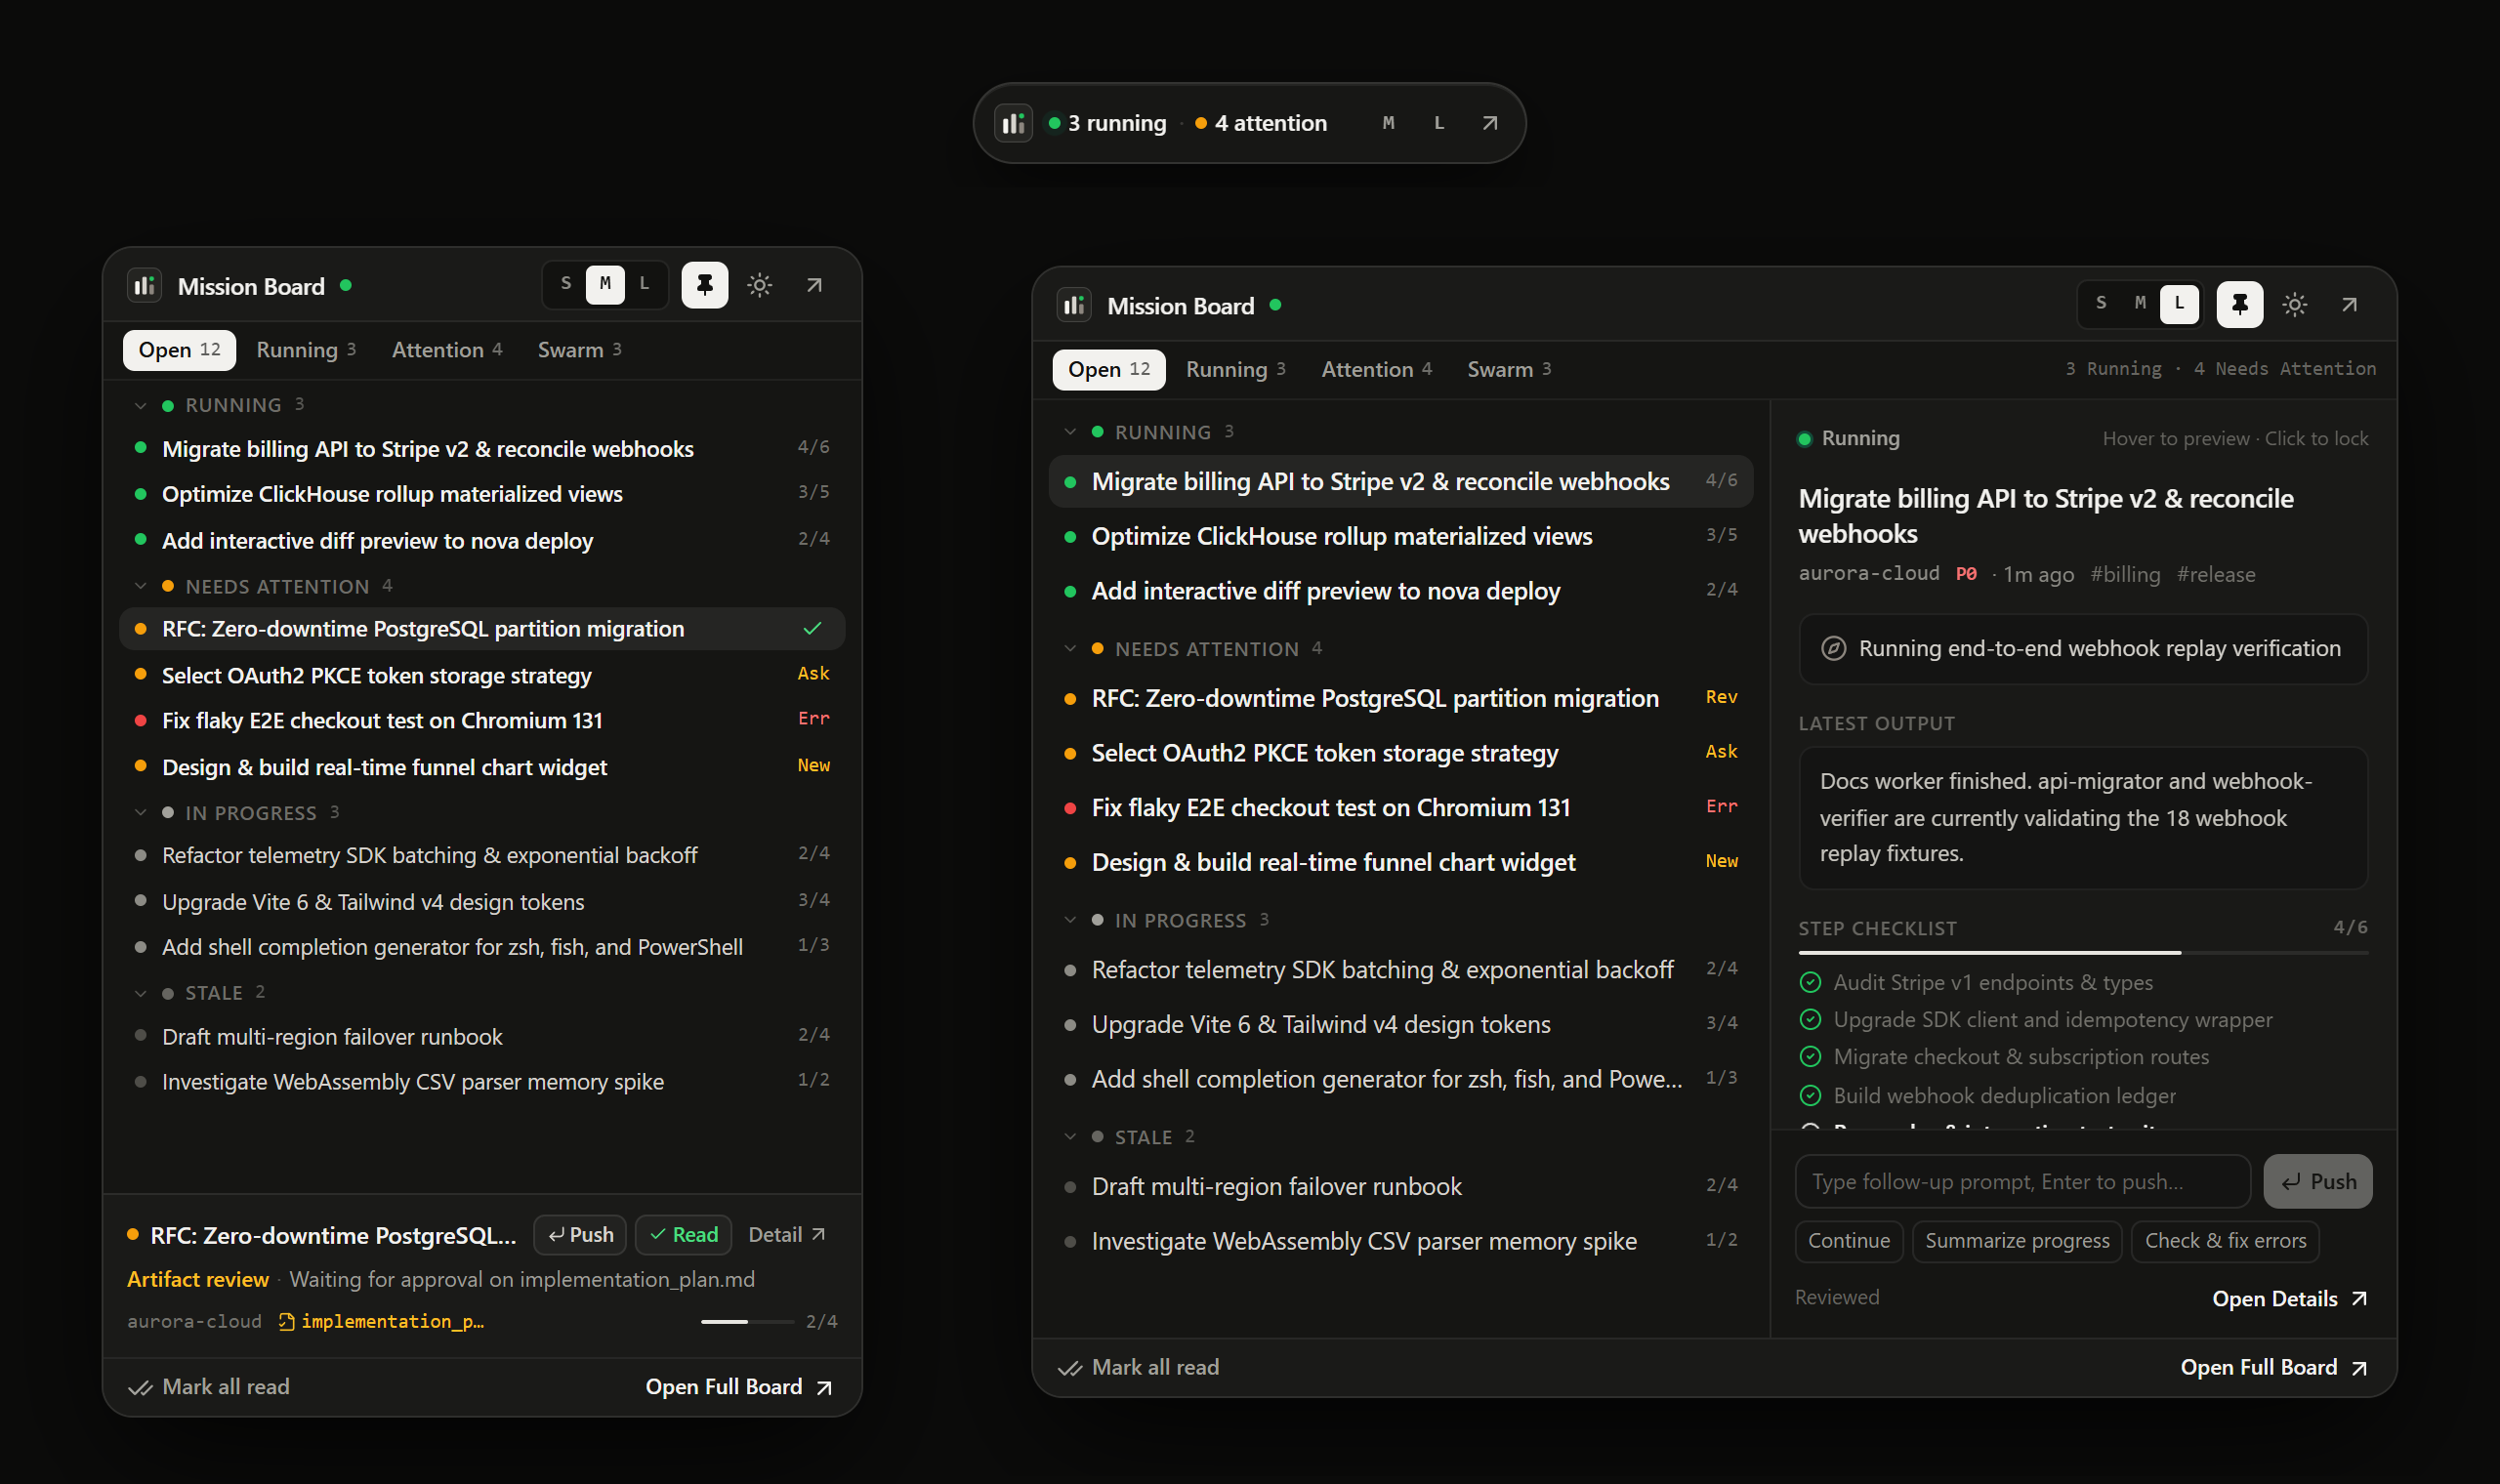 3 running · 4 attention M L
Mission Board S M L
Open 12 Running 3 Attention 4 Swarm 3
RUNNING 3
Migrate billing API to Stripe v2 & reconcile webhooks 4/6
Optimize ClickHouse rollup materialized views 3/5
Add interactive diff preview to nova deploy 2/4
NEEDS ATTENTION 4
RFC: Zero-downtime PostgreSQL partition migration
Select OAuth2 PKCE token storage strategy Ask
Fix flaky E2E checkout test on Chromium 131 Err
Design & build real-time funnel chart widget New
IN PROGRESS 3
Refactor telemetry SDK batching & exponential backoff 2/4
Upgrade Vite 6 & Tailwind v4 design tokens 3/4
Add shell completion generator for zsh, fish, and PowerShell 1/3
STALE 2
Draft multi-region failover runbook 2/4
Investigate WebAssembly CSV parser memory spike 1/2
RFC: Zero-downtime PostgreSQL... Push Read Detail
Artifact review · Waiting for approval on implementation_plan.md
aurora-cloud implementation_p… 2/4
Mark all read Open Full Board
Mission Board S M L
Open 12 Running 3 Attention 4 Swarm 3 3 Running · 4 Needs Attention
RUNNING 3
Migrate billing API to Stripe v2 & reconcile webhooks 4/6
Optimize ClickHouse rollup materialized views 3/5
Add interactive diff preview to nova deploy 2/4
NEEDS ATTENTION 4
RFC: Zero-downtime PostgreSQL partition migration Rev
Select OAuth2 PKCE token storage strategy Ask
Fix flaky E2E checkout test on Chromium 131 Err
Design & build real-time funnel chart widget New
IN PROGRESS 3
Refactor telemetry SDK batching & exponential backoff 2/4
Upgrade Vite 6 & Tailwind v4 design tokens 3/4
Add shell completion generator for zsh, fish, and Powe... 1/3
STALE 2
Draft multi-region failover runbook 2/4
Investigate WebAssembly CSV parser memory spike 1/2
Running Hover to preview · Click to lock
Migrate billing API to Stripe v2 & reconcile
webhooks
aurora-cloud P0 · 1m ago #billing #release
Running end-to-end webhook replay verification
LATEST OUTPUT
Docs worker finished. api-migrator and webhook-
verifier are currently validating the 18 webhook
replay fixtures.
STEP CHECKLIST 4/6
Audit Stripe v1 endpoints & types
Upgrade SDK client and idempotency wrapper
Migrate checkout & subscription routes
Build webhook deduplication ledger
Type follow-up prompt, Enter to push... Push
Continue Summarize progress Check & fix errors
Reviewed Open Details
Mark all read Open Full Board